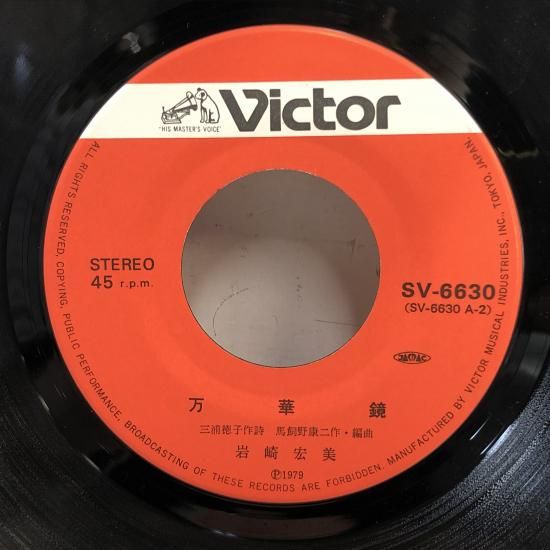 Victor
"HIS MASTER'S VOICE"
STEREO
45 r.p.m.
SV-6630
(SV-6630 A-2)
JASRAC
万華鏡
三浦徳子作詩 馬飼野康二作・編曲
岩崎宏美
Ⓟ1979
ALL RIGHTS RESERVED, COPYING, PUBLIC PERFORMANCE, BROADCASTING OF THESE RECORDS ARE FORBIDDEN. MANUFACTURED BY VICTOR MUSICAL INDUSTRIES, INC., TOKYO, JAPAN.